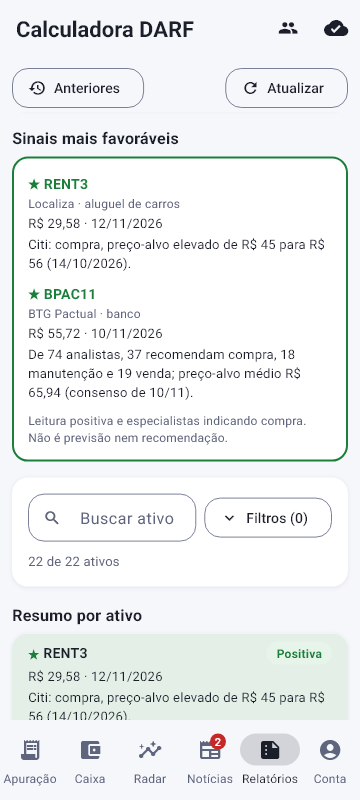 Calculadora DARF
Anteriores
Atualizar
Sinais mais favoráveis
★ RENT3
Localiza · aluguel de carros
R$ 29,58 · 12/11/2026
Citi: compra, preço-alvo elevado de R$ 45 para R$
56 (14/10/2026).
★ BPAC11
BTG Pactual · banco
R$ 55,72 · 10/11/2026
De 74 analistas, 37 recomendam compra, 18
manutenção e 19 venda; preço-alvo médio R$
65,94 (consenso de 10/11).
Leitura positiva e especialistas indicando compra.
Não é previsão nem recomendação.
Buscar ativo
Filtros (0)
22 de 22 ativos
Resumo por ativo
★ RENT3
Positiva
R$ 29,58 · 12/11/2026
Citi: compra, preço-alvo elevado de R$ 45 para R$
56 (14/10/2026).
2
Apuração
Caixa
Radar
Notícias
Relatórios
Conta